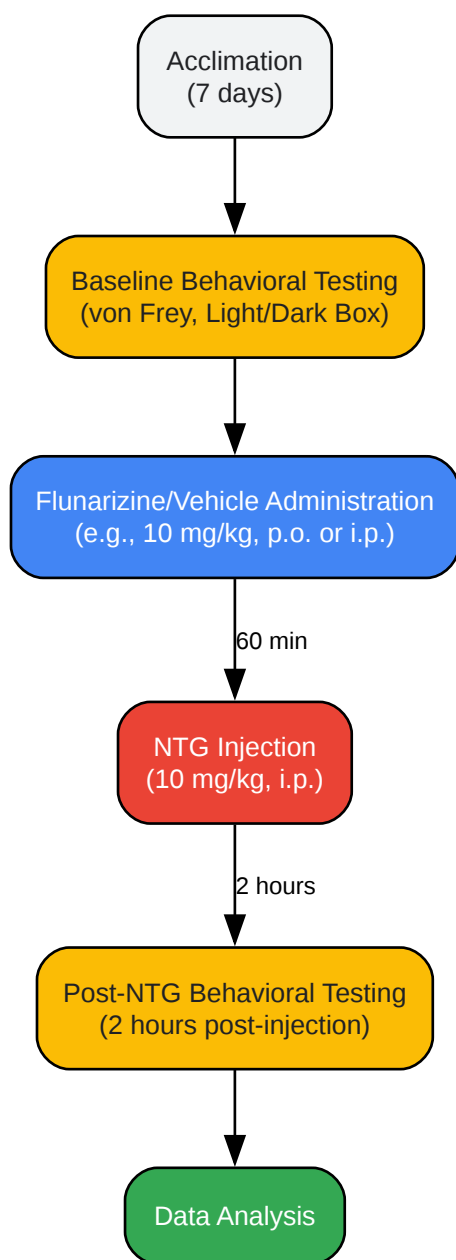 Acclimation
(7 days)
Baseline Behavioral Testing
(von Frey, Light/Dark Box)
Flunarizine/Vehicle Administration
(e.g., 10 mg/kg, p.o. or i.p.)
60 min
NTG Injection
(10 mg/kg, i.p.)
2 hours
Post-NTG Behavioral Testing
(2 hours post-injection)
Data Analysis